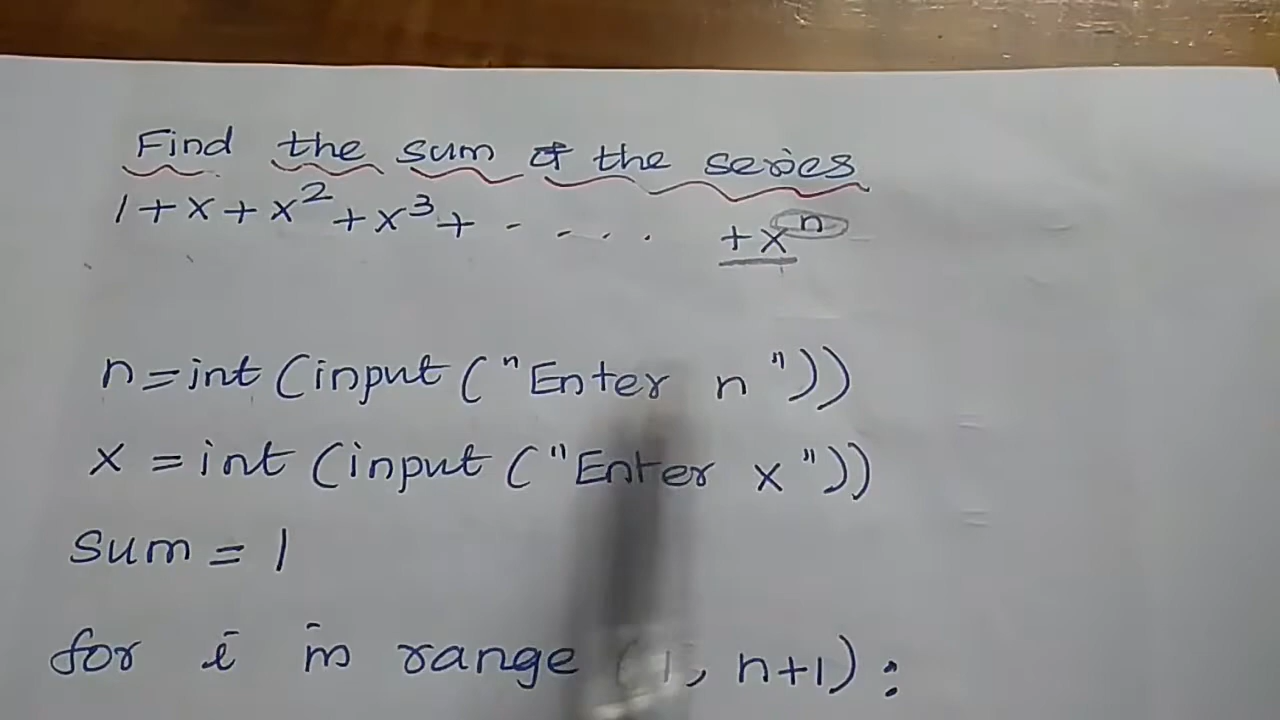 Find the sum of the series
1+x+x²+x³+ - - . . . +xⁿ
n=int(input("Enter n"))
x=int(input("Enter x"))
sum=1
for i in range(1, n+1):